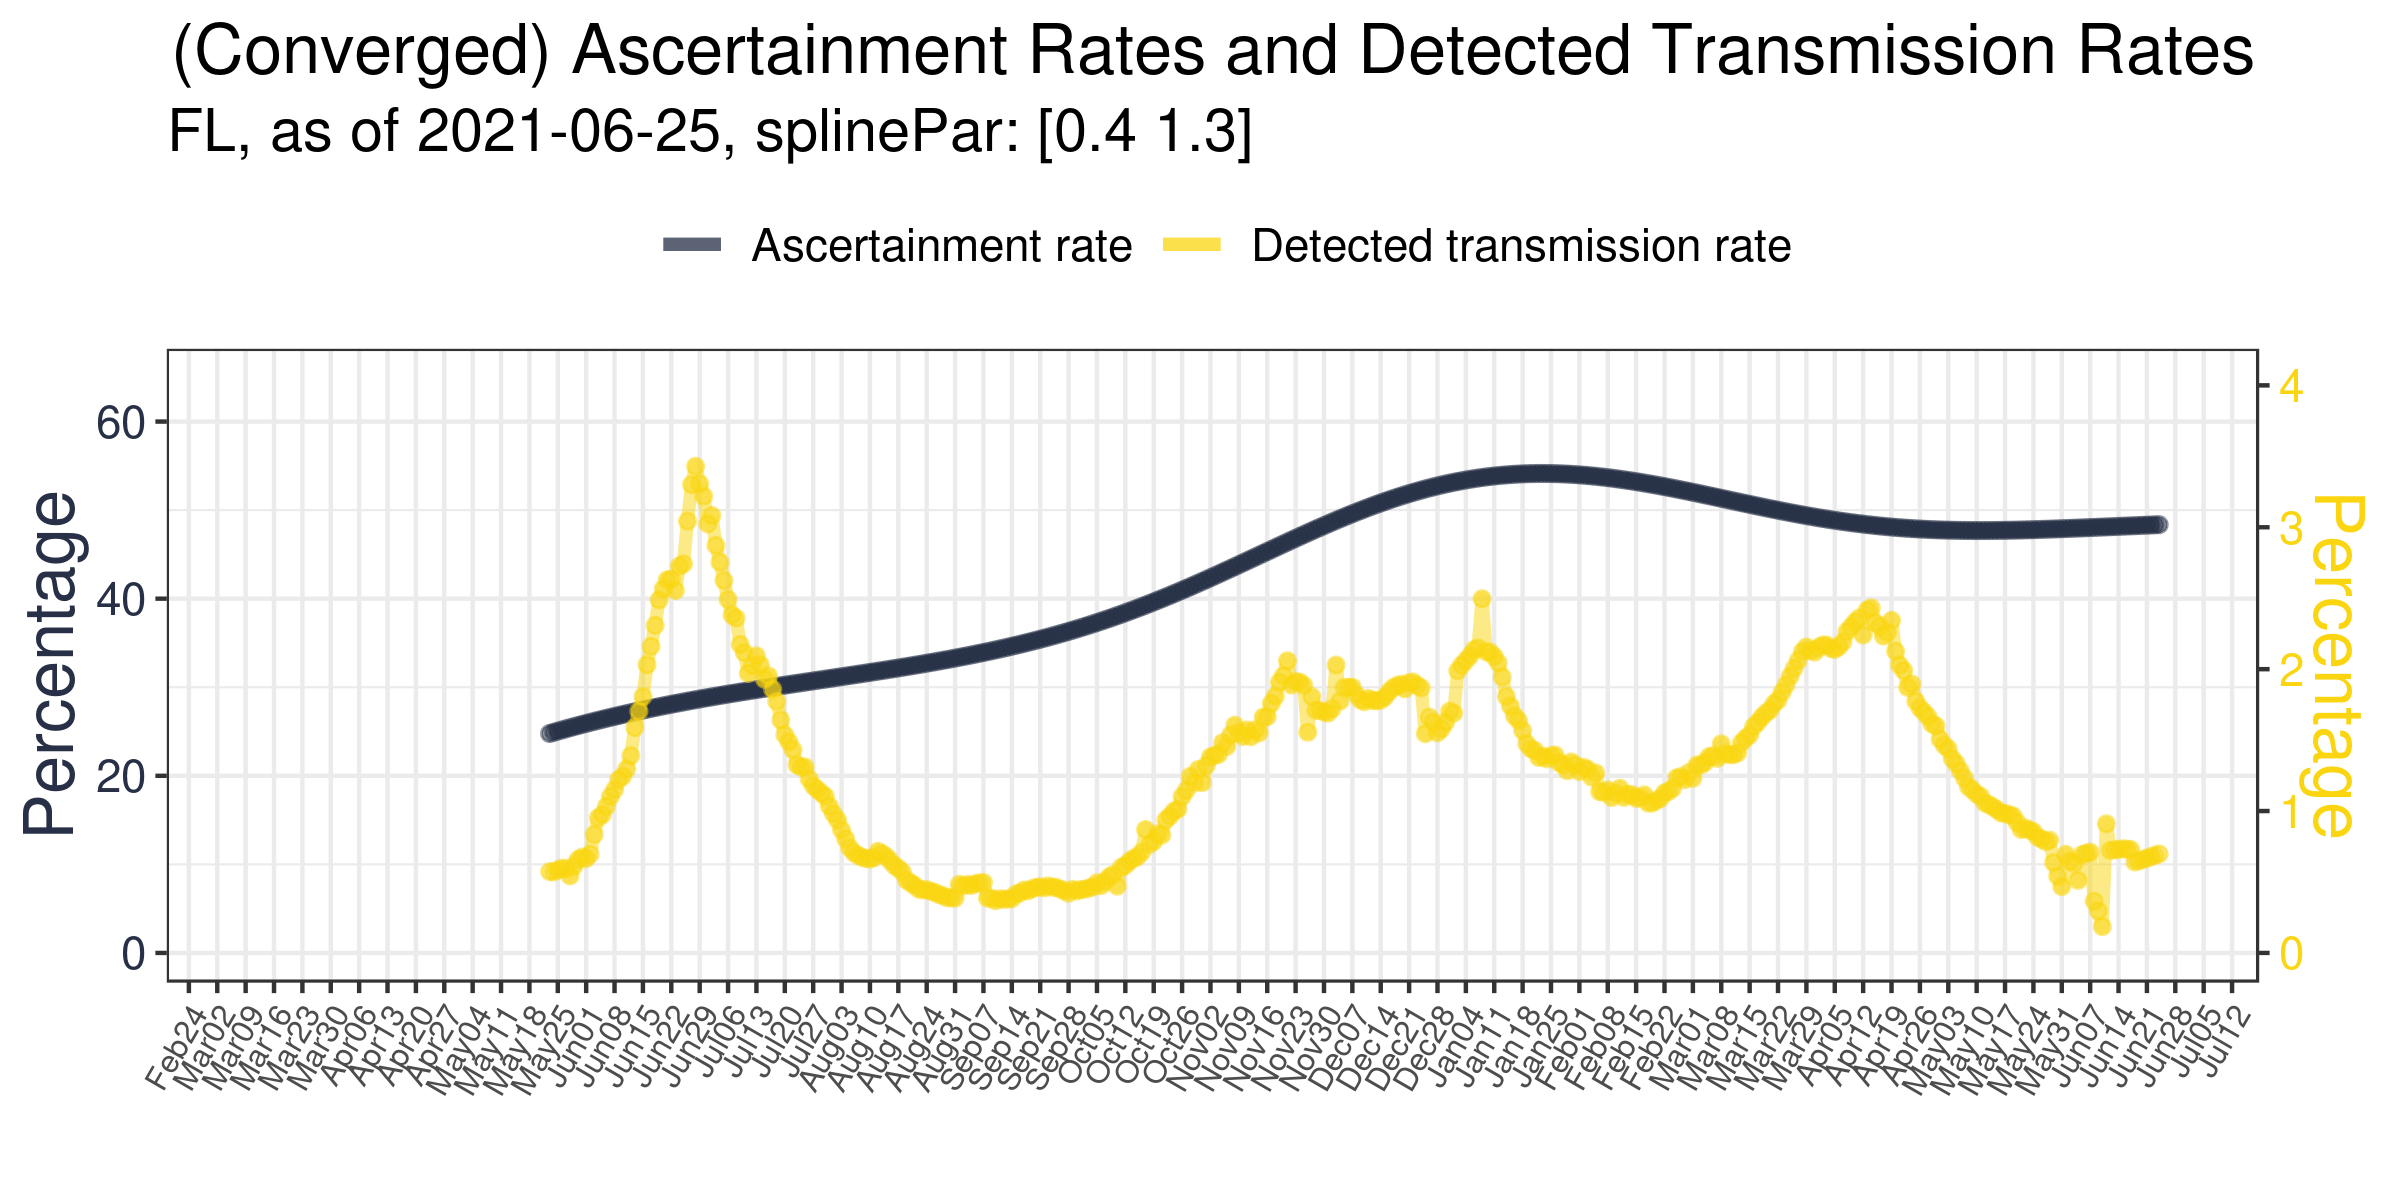 (Converged) Ascertainment Rates and Detected Transmission Rates
FL, as of 2021-06-25, splinePar: [0.4 1.3]
Ascertainment rate
Detected transmission rate
Percentage
60
40
20
0
4
3
2
1
0
Percentage
Feb24
Mar02
Mar09
Mar16
Mar23
Mar30
Apr06
Apr13
Apr20
Apr27
May04
May11
May18
May25
Jun01
Jun08
Jun15
Jun22
Jun29
Jul06
Jul13
Jul20
Jul27
Aug03
Aug10
Aug17
Aug24
Aug31
Sep07
Sep14
Sep21
Sep28
Oct05
Oct12
Oct19
Oct26
Nov02
Nov09
Nov16
Nov23
Nov30
Dec07
Dec14
Dec21
Dec28
Jan04
Jan11
Jan18
Jan25
Feb01
Feb08
Feb15
Feb22
Mar01
Mar08
Mar15
Mar22
Mar29
Apr05
Apr12
Apr19
Apr26
May03
May10
May17
May24
May31
Jun07
Jun14
Jun21
Jun28
Jul05
Jul12